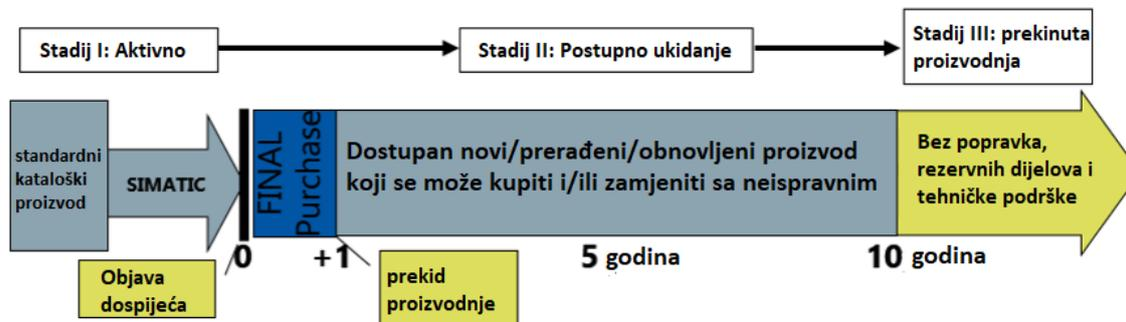 Stadij I: Aktivno
Stadij II: Postupno ukidanje
Stadij III: prekinuta
proizvodnja
standardni
kataloški
proizvod
SIMATIC
FINAL
Purchase
Dostupan novi/prerađeni/obnovljeni proizvod
koji se može kupiti i/ili zamjeniti sa neispravnim
Bez popravka,
rezervnih dijelova i
tehničke podrške
0
+1
5 godina
10 godina
Objava
dospijeća
prekid
proizvodnje